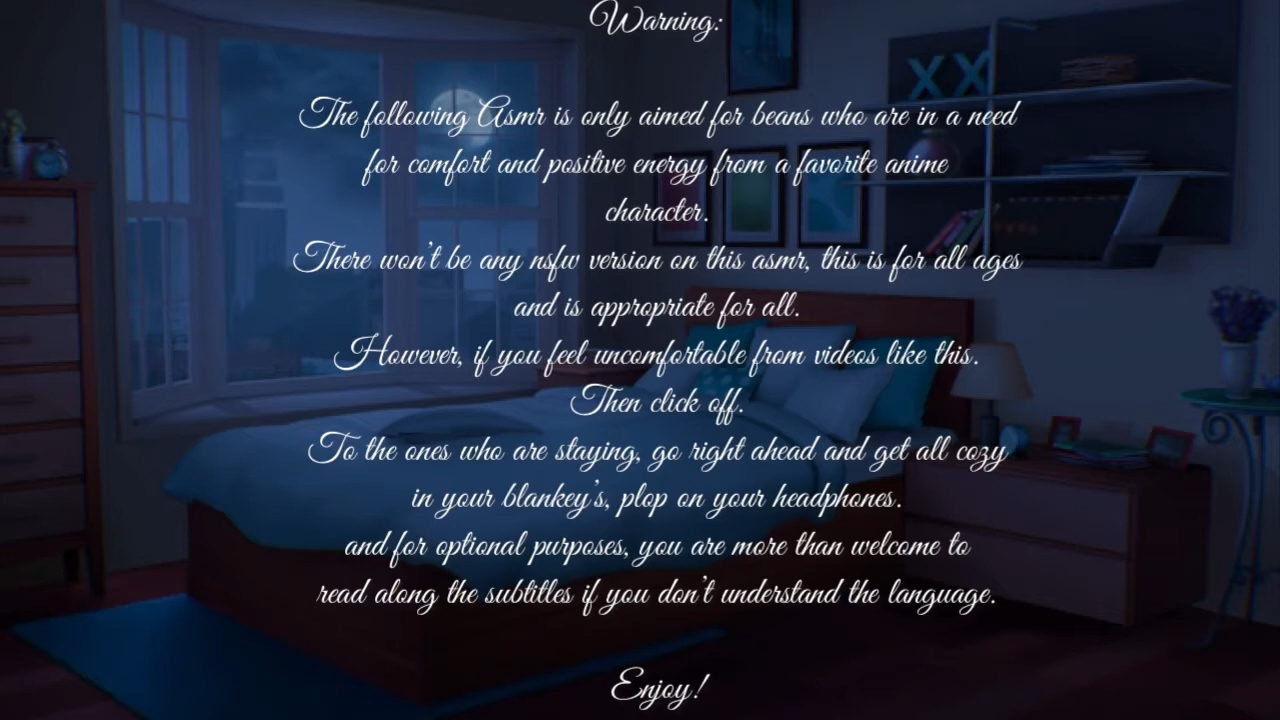 Warning:
The following Asmr is only aimed for beans who are in a need
for comfort and positive energy from a favorite anime
character.
There won't be any nsfw version on this asmr, this is for all ages
and is appropriate for all.
However, if you feel uncomfortable from videos like this.
Then click off.
To the ones who are staying, go right ahead and get all cozy
in your blankey's, plop on your headphones.
and for optional purposes, you are more than welcome to
read along the subtitles if you don't understand the language.
Enjoy!